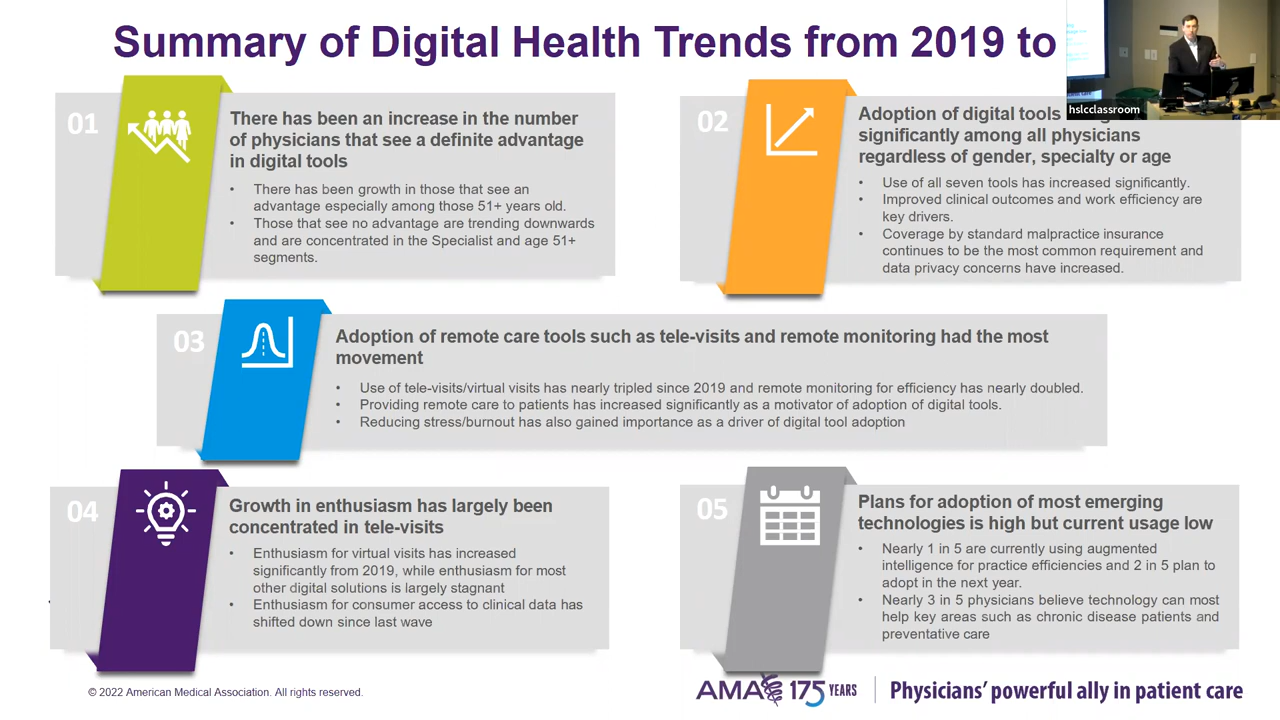 Summary of Digital Health Trends from 2019 to
hslcclassroom
01
There has been an increase in the number
of physicians that see a definite advantage
in digital tools
• There has been growth in those that see an
advantage especially among those 51+ years old.
• Those that see no advantage are trending downwards
and are concentrated in the Specialist and age 51+
segments.
02
Adoption of digital tools
significantly among all physicians
regardless of gender, specialty or age
• Use of all seven tools has increased significantly.
• Improved clinical outcomes and work efficiency are
key drivers.
• Coverage by standard malpractice insurance
continues to be the most common requirement and
data privacy concerns have increased.
03
Adoption of remote care tools such as tele-visits and remote monitoring had the most
movement
• Use of tele-visits/virtual visits has nearly tripled since 2019 and remote monitoring for efficiency has nearly doubled.
• Providing remote care to patients has increased significantly as a motivator of adoption of digital tools.
• Reducing stress/burnout has also gained importance as a driver of digital tool adoption
04
Growth in enthusiasm has largely been
concentrated in tele-visits
• Enthusiasm for virtual visits has increased
significantly from 2019, while enthusiasm for most
other digital solutions is largely stagnant
• Enthusiasm for consumer access to clinical data has
shifted down since last wave
05
Plans for adoption of most emerging
technologies is high but current usage low
• Nearly 1 in 5 are currently using augmented
intelligence for practice efficiencies and 2 in 5 plan to
adopt in the next year.
• Nearly 3 in 5 physicians believe technology can most
help key areas such as chronic disease patients and
preventative care
© 2022 American Medical Association. All rights reserved.
AMA 175 YEARS
Physicians' powerful ally in patient care